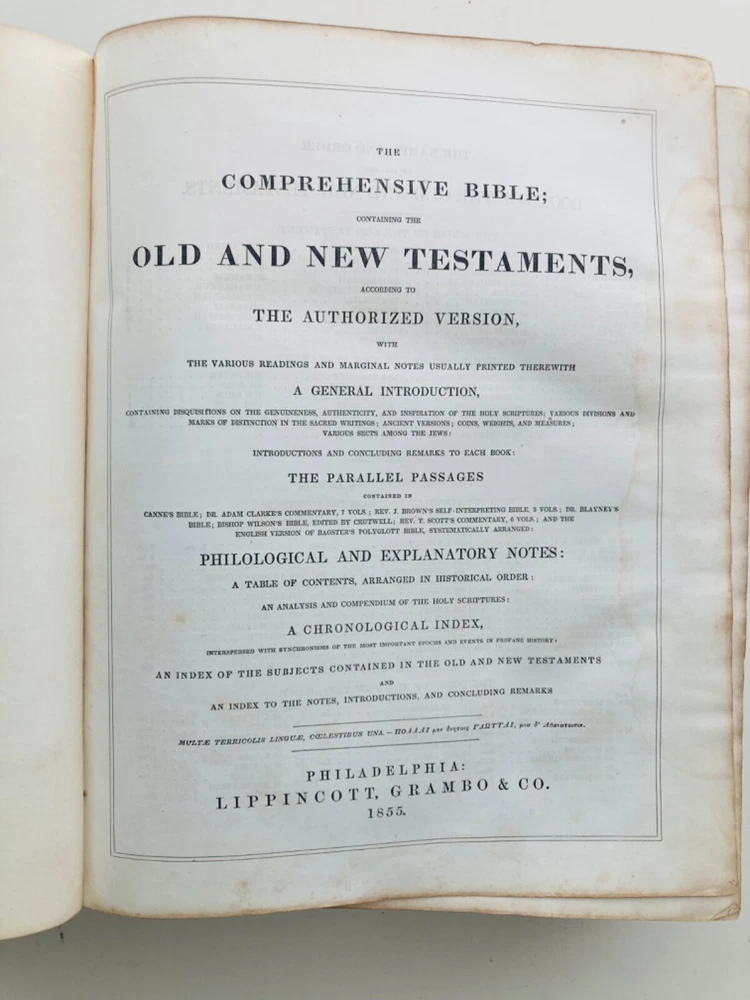 THE
COMPREHENSIVE BIBLE;
CONTAINING THE
OLD AND NEW TESTAMENTS,
ACCORDING TO
THE AUTHORIZED VERSION,
WITH
THE VARIOUS READINGS AND MARGINAL NOTES USUALLY PRINTED THEREWITH
A GENERAL INTRODUCTION,
CONTAINING DISQUISITIONS ON THE GENUINENESS, AUTHENTICITY, AND INSPIRATION OF THE HOLY SCRIPTURES; VARIOUS DIVISIONS AND
MARKS OF DISTINCTION IN THE SACRED WRITINGS; ANCIENT VERSIONS; COINS, WEIGHTS, AND MEASURES;
VARIOUS SECTS AMONG THE JEWS:
INTRODUCTIONS AND CONCLUDING REMARKS TO EACH BOOK:
THE PARALLEL PASSAGES
CONTAINED IN
CANNE'S BIBLE; DR. ADAM CLARKE'S COMMENTARY, 7 VOLS.; REV. J. BROWN'S SELF-INTERPRETING BIBLE, 2 VOLS.; DR. BLAYNEY'S
BIBLE; BISHOP WILSON'S BIBLE, EDITED BY CRUTWELL; REV. T. SCOTT'S COMMENTARY, 6 VOLS.; AND THE
ENGLISH VERSION OF BAGSTER'S POLYGLOTT BIBLE, SYSTEMATICALLY ARRANGED:
PHILOLOGICAL AND EXPLANATORY NOTES:
A TABLE OF CONTENTS, ARRANGED IN HISTORICAL ORDER:
AN ANALYSIS AND COMPENDIUM OF THE HOLY SCRIPTURES:
A CHRONOLOGICAL INDEX,
INTERSPERSED WITH SYNCHRONISMS OF THE MOST IMPORTANT EPOCHS AND EVENTS IN PROFANE HISTORY:
AN INDEX OF THE SUBJECTS CONTAINED IN THE OLD AND NEW TESTAMENTS
AND
AN INDEX TO THE NOTES, INTRODUCTIONS, AND CONCLUDING REMARKS
MULTÆ TERRICOLIS LINGUÆ, CŒLESTIBUS UNA.—ΠΟΛΛΑΙ μεν θνητοις ΓΛΩΤΤΑΙ, μια δ' Αθανατοισιν.
PHILADELPHIA:
LIPPINCOTT, GRAMBO & CO.
1855.